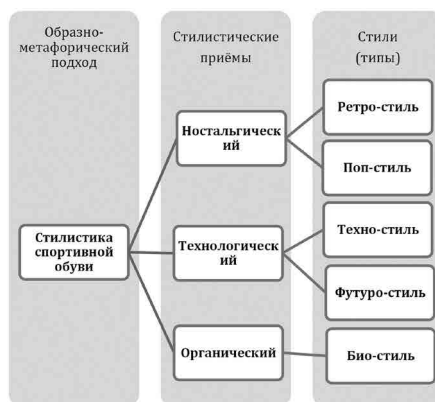 Образно-
метафорический
подход
Стилистические
приёмы
Стили
(типы)
Стилистика
спортивной
обуви
Ностальгическ
ий
Технологическ
ий
Органический
Ретро-стиль
Поп-стиль
Техно-стиль
Футуро-стиль
Био-стиль